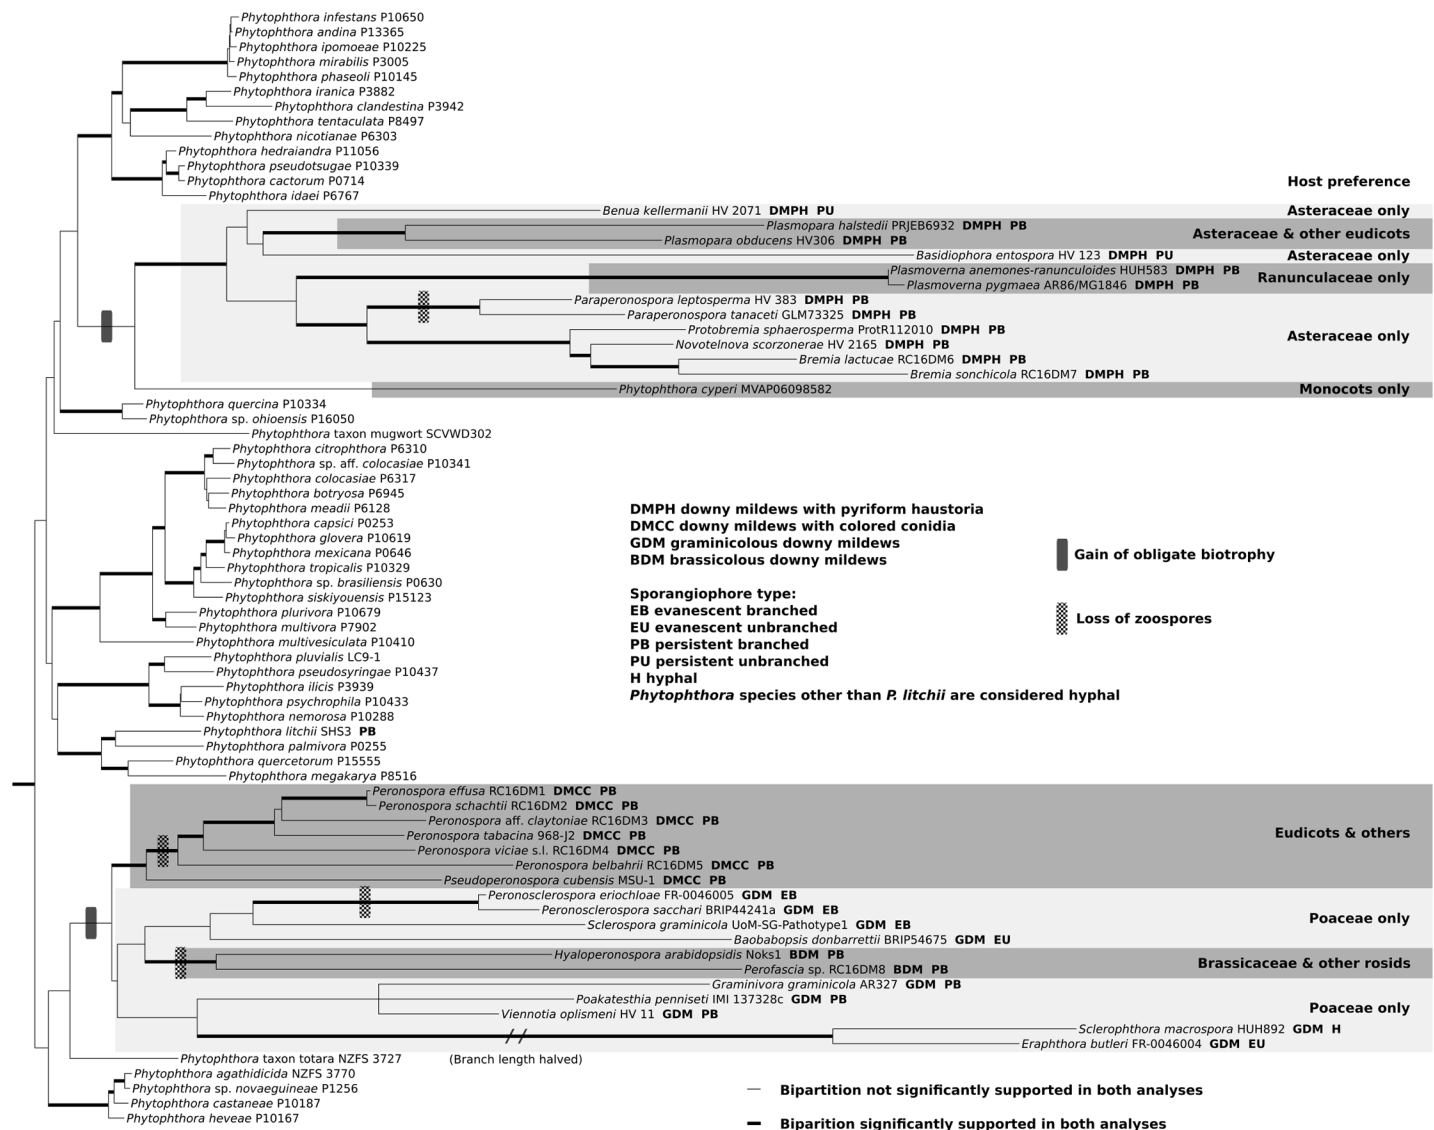 Phytophthora infestans P10650
Phytophthora andina P13365
Phytophthora ipomoeae P10225
Phytophthora mirabilis P3005
Phytophthora phaseoli P10145
Phytophthora iranica P3882
Phytophthora clandestina P3942
Phytophthora tentaculata P8497
Phytophthora nicotianae P6303
Phytophthora hedraiandra P11056
Phytophthora pseudotsugae P10339
Phytophthora cactorum P0714
Phytophthora idaei P6767
Host preference
Benua kellermanii HV 2071 DMPH PU
Asteraceae only
Plasmopara halstedii PRJEB6932 DMPH PB
Plasmopara obducens HV306 DMPH PB
Asteraceae & other eudicots
Basidiophora entospora HV 123 DMPH PU
Asteraceae only
Plasmoverna anemones-ranunculoides HUH583 DMPH PB
Plasmoverna pygmaea AR86/MG1846 DMPH PB
Ranunculaceae only
Paraperonospora leptosperma HV 383 DMPH PB
Paraperonospora tanaceti GLM73325 DMPH PB
Protobremia sphaerosperma ProtR112010 DMPH PB
Novotelnova scorzonerae HV 2165 DMPH PB
Bremia lactucae RC16DM6 DMPH PB
Bremia sonchicola RC16DM7 DMPH PB
Asteraceae only
Phytophthora cyperi MVAP06098582
Monocots only
Phytophthora quercina P10334
Phytophthora sp. ohioensis P16050
Phytophthora taxon mugwort SCVWD302
Phytophthora citrophthora P6310
Phytophthora sp. aff. colocasiae P10341
Phytophthora colocasiae P6317
Phytophthora botryosa P6945
Phytophthora meadii P6128
Phytophthora capsici P0253
Phytophthora glovera P10619
Phytophthora mexicana P0646
Phytophthora tropicalis P10329
Phytophthora sp. brasiliensis P0630
Phytophthora siskiyouensis P15123
Phytophthora plurivora P10679
Phytophthora multivora P7902
Phytophthora multivesiculata P10410
Phytophthora pluvialis LC9-1
Phytophthora pseudosyringae P10437
Phytophthora ilicis P3939
Phytophthora psychrophila P10433
Phytophthora nemorosa P10288
Phytophthora litchii SHS3 PB
Phytophthora palmivora P0255
Phytophthora quercetorum P15555
Phytophthora megakarya P8516
DMPH downy mildews with pyriform haustoria
DMCC downy mildews with colored conidia
GDM graminicolous downy mildews
BDM brassicolous downy mildews
Sporangiophore type:
EB evanescent branched
EU evanescent unbranched
PB persistent branched
PU persistent unbranched
H hyphal
Phytophthora species other than P. litchii are considered hyphal
Gain of obligate biotrophy
Loss of zoospores
Peronospora effusa RC16DM1 DMCC PB
Peronospora schachtii RC16DM2 DMCC PB
Peronospora aff. claytoniae RC16DM3 DMCC PB
Peronospora tabacina 968-J2 DMCC PB
Peronospora viciae s.l. RC16DM4 DMCC PB
Peronospora belbahrii RC16DM5 DMCC PB
Pseudoperonospora cubensis MSU-1 DMCC PB
Eudicots & others
Peronosclerospora eriochloae FR-0046005 GDM EB
Peronosclerospora sacchari BRIP44241a GDM EB
Sclerospora graminicola UoM-SG-Pathotype1 GDM EB
Baobabopsis donbarrettii BRIP54675 GDM EU
Poaceae only
Hyaloperonospora arabidopsidis Noks1 BDM PB
Perofascia sp. RC16DM8 BDM PB
Brassicaceae & other rosids
Graminivora graminicola AR327 GDM PB
Poakatesthia penniseti IMI 137328c GDM PB
Viennotia oplismeni HV 11 GDM PB
Sclerophthora macrospora HUH892 GDM H
Eraphthora butleri FR-0046004 GDM EU
Poaceae only
Phytophthora taxon totara NZFS 3727
(Branch length halved)
Phytophthora agathidicida NZFS 3770
Phytophthora sp. novaeguineae P1256
Phytophthora castaneae P10187
Phytophthora heveae P10167
Bipartition not significantly supported in both analyses
Biparition significantly supported in both analyses